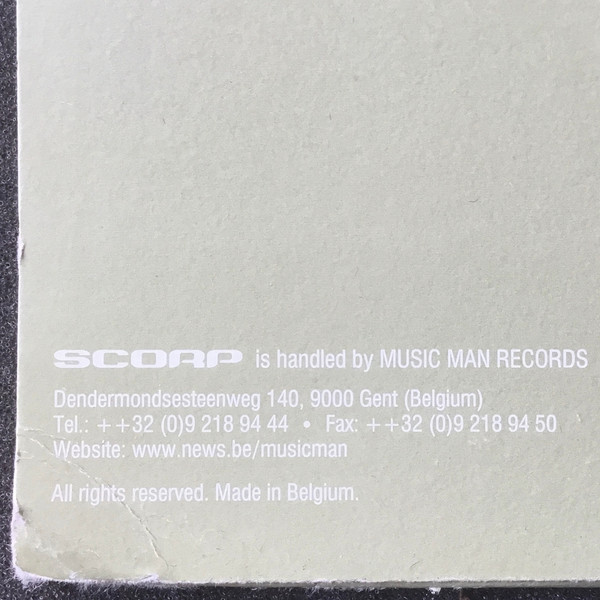 SCORP is handled by MUSIC MAN RECORDS
Dendermondsesteenweg 140, 9000 Gent (Belgium)
Tel.: ++32 (0)9 218 94 44 • Fax: ++32 (0)9 218 94 50
Website: www.news.be/musicman
All rights reserved. Made in Belgium.